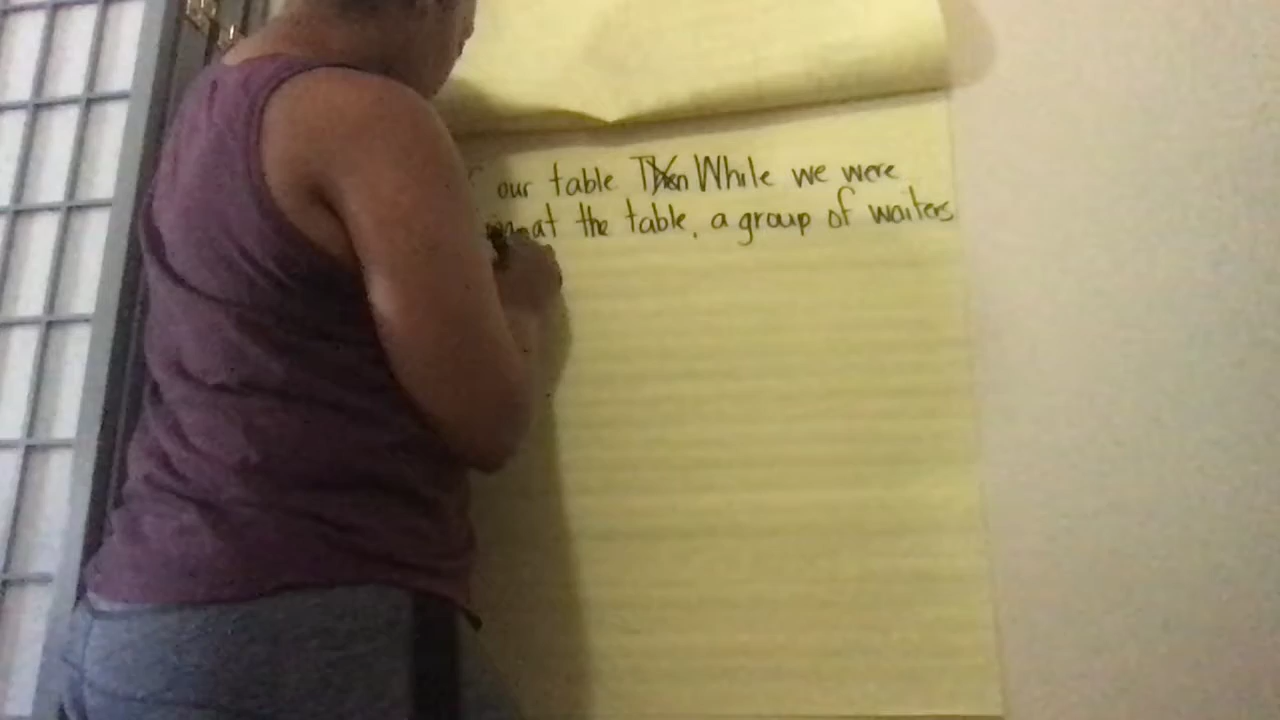 our table Then While we were
at the table, a group of waiters